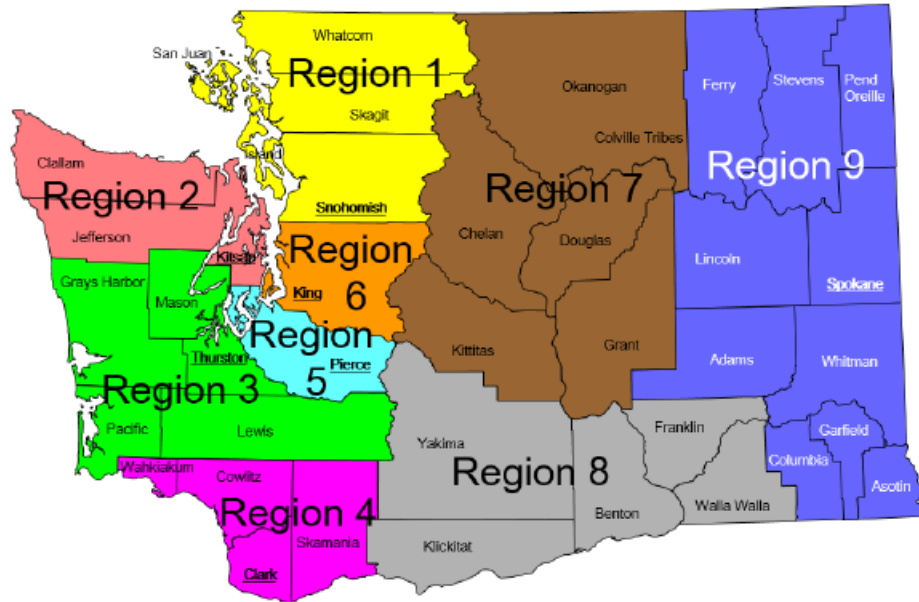 Whatcom
San Juan
Region 1
Skagit
Island
Snohomish
Clallam
Region 2
Jefferson
Kitsap
Grays Harbor
Mason
Thurston
Region 3
Pacific
Lewis
Wahkiakum
Cowlitz
Region 4
Skamania
Clark
Region
5
Pierce
Region
6
King
Okanogan
Colville Tribes
Region 7
Chelan
Douglas
Kittitas
Grant
Yakima
Region 8
Klickitat
Benton
Franklin
Walla Walla
Ferry
Stevens
Pend
Oreille
Region 9
Lincoln
Spokane
Adams
Whitman
Columbia
Garfield
Asotin